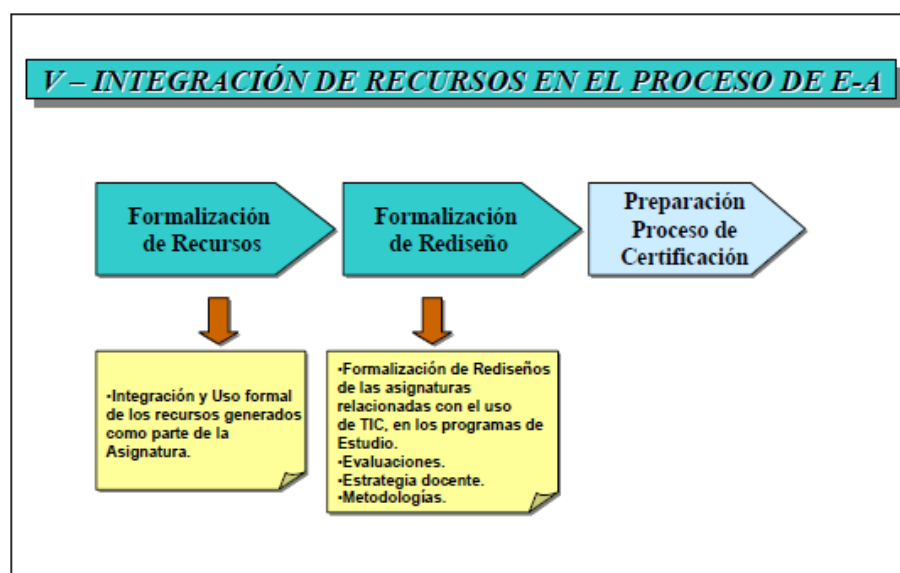 V – INTEGRACIÓN DE RECURSOS EN EL PROCESO DE E-A
Formalización
de Recursos
Formalización
de Rediseño
Preparación
Proceso de
Certificación
•Integración y Uso formal
de los recursos generados
como parte de la
Asignatura.
•Formalización de Rediseños
de las asignaturas
relacionadas con el uso
de TIC, en los programas de
Estudio.
•Evaluaciones.
•Estrategia docente.
•Metodologías.